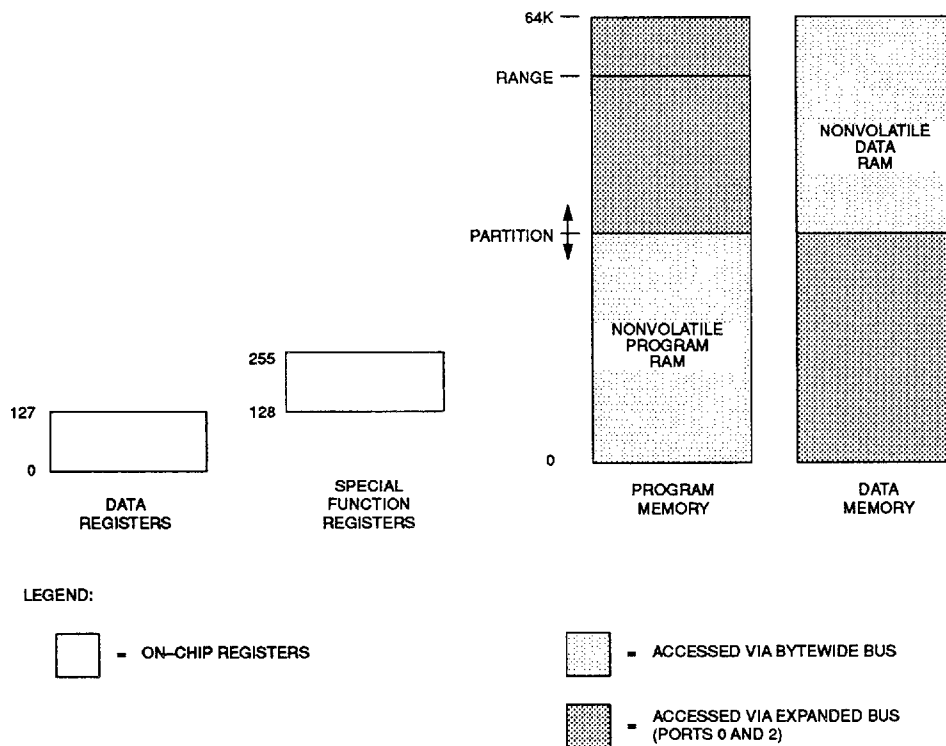 64K
RANGE
NONVOLATILE
DATA
RAM
PARTITION
NONVOLATILE
PROGRAM
RAM
255
128
127
0
0
DATA
REGISTERS
SPECIAL
FUNCTION
REGISTERS
PROGRAM
MEMORY
DATA
MEMORY
LEGEND:
= ON–CHIP REGISTERS
= ACCESSED VIA BYTEWIDE BUS
= ACCESSED VIA EXPANDED BUS
(PORTS 0 AND 2)